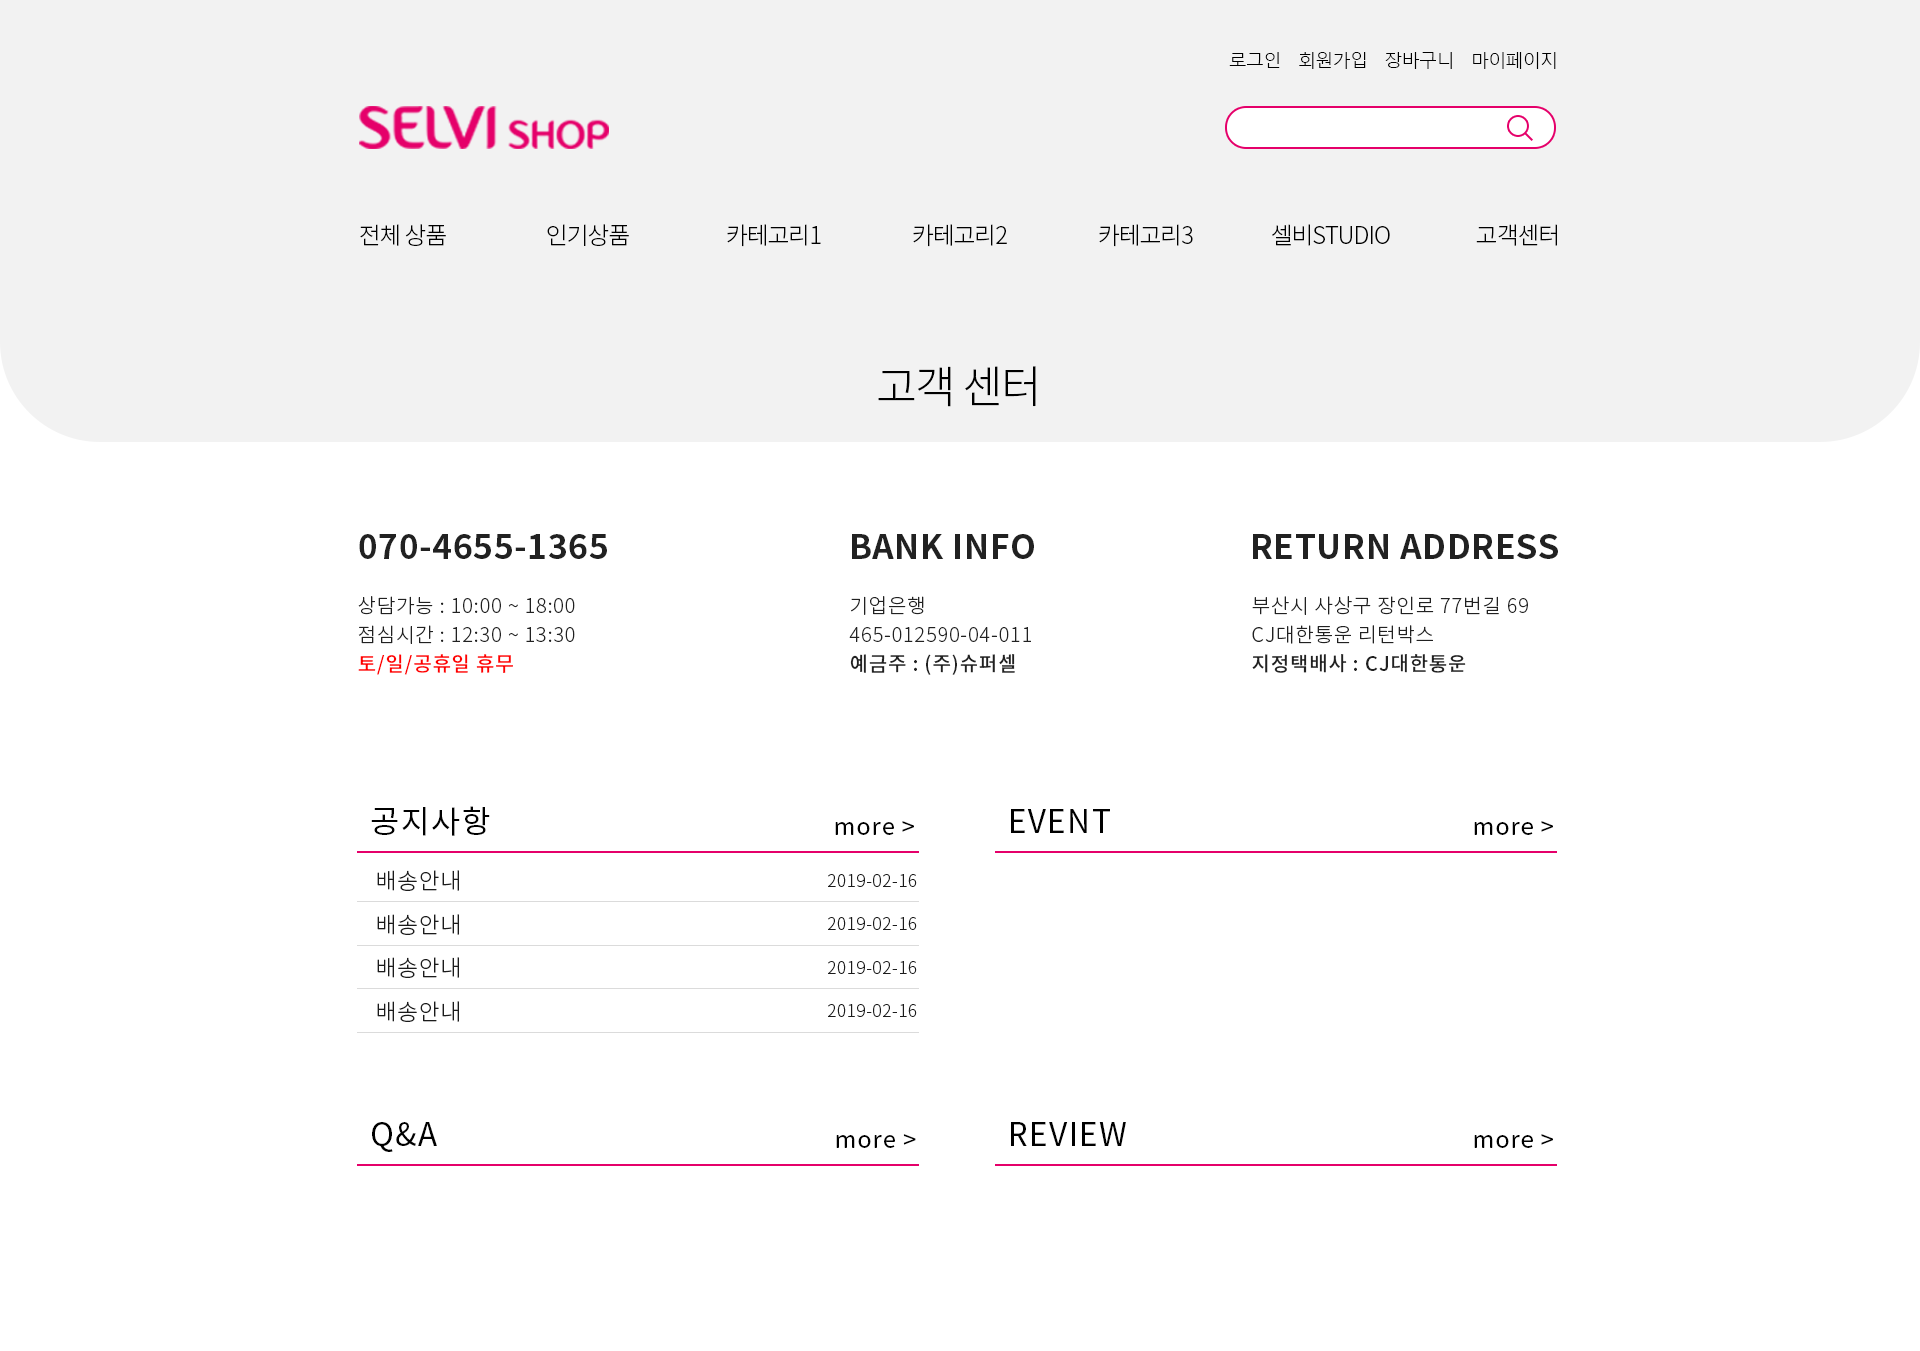 로그인 회원가입 장바구니 마이페이지
SELVI SHOP
전체 상품 인기상품 카테고리1 카테고리2 카테고리3 셀비STUDIO 고객센터
고객 센터
070-4655-1365
상담가능 : 10:00 ~ 18:00
점심시간 : 12:30 ~ 13:30
토/일/공휴일 휴무
BANK INFO
기업은행
465-012590-04-011
예금주 : (주)슈퍼셀
RETURN ADDRESS
부산시 사상구 장인로 77번길 69
CJ대한통운 리턴박스
지정택배사 : CJ대한통운
공지사항 more >
배송안내 2019-02-16
배송안내 2019-02-16
배송안내 2019-02-16
배송안내 2019-02-16
EVENT more >
Q&A more >
REVIEW more >